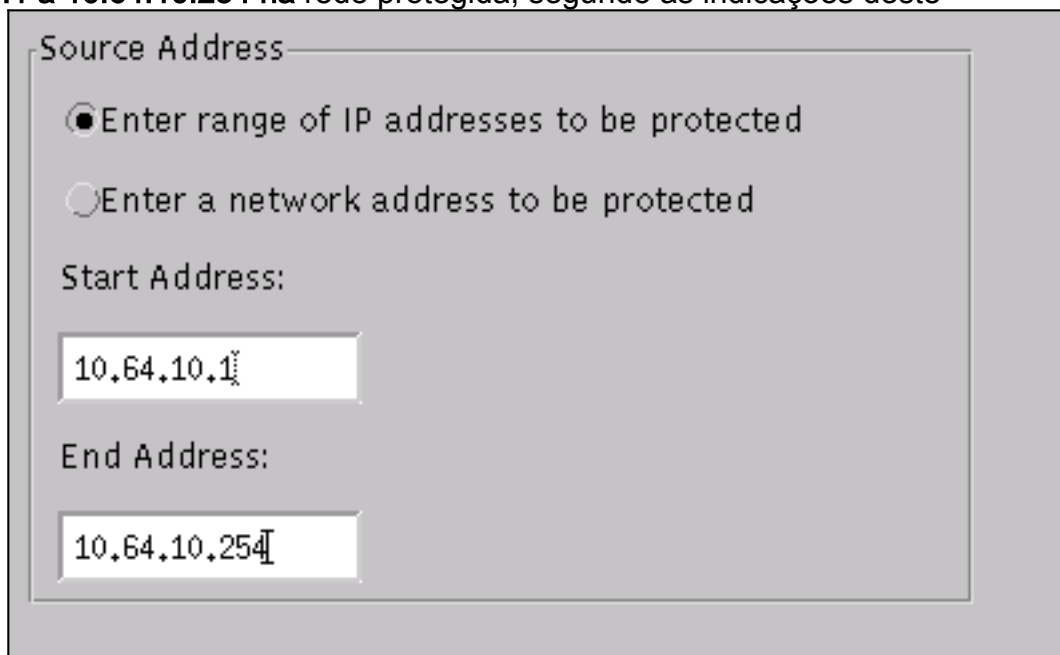 rede protegida, segundo as indicações deste
Source Address
Enter range of IP addresses to be protected
Enter a network address to be protected
Start Address:
10.64.10.1
End Address:
10.64.10.254